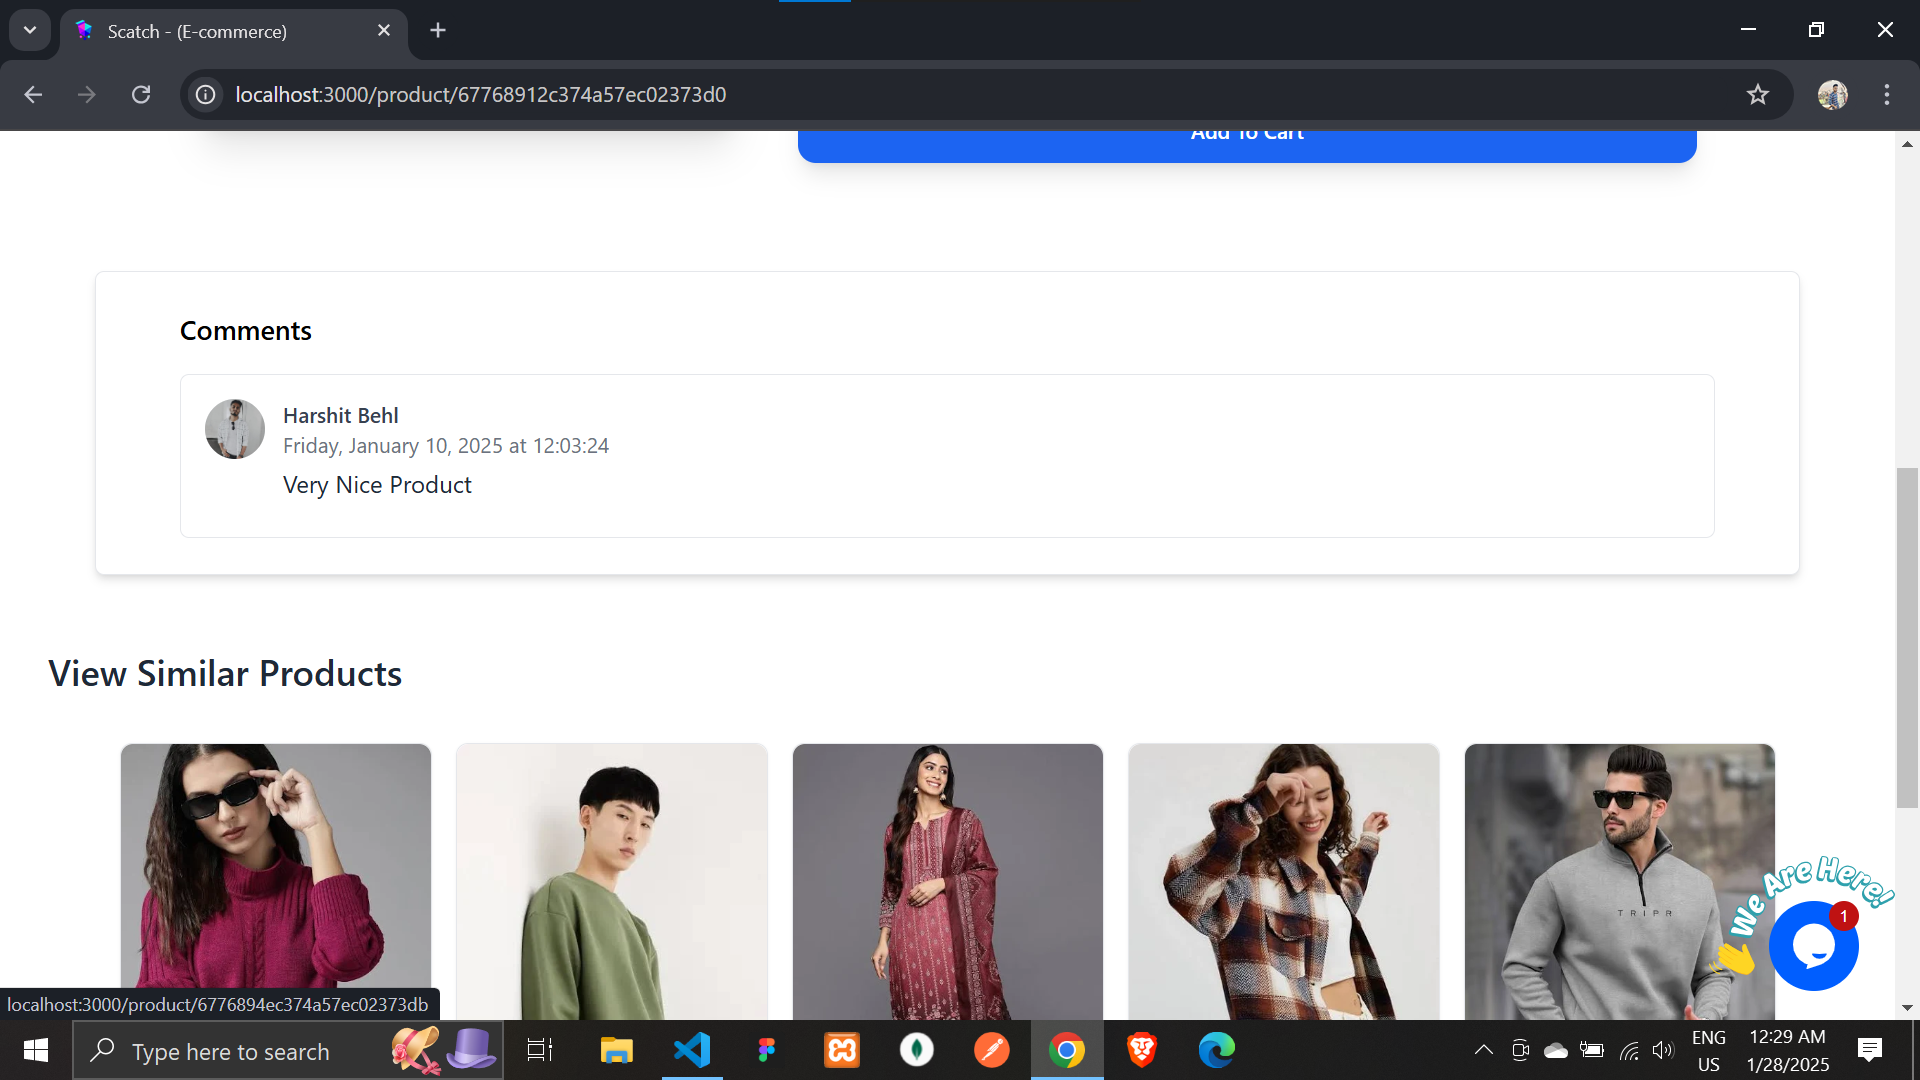 Scatch - (E-commerce)
localhost:3000/product/67768912c374a57ec02373d0
Add To Cart
Comments
Harshit Behl
Friday, January 10, 2025 at 12:03:24
Very Nice Product
View Similar Products
TRIPR
We Are Here!
1
localhost:3000/product/6776894ec374a57ec02373db
Type here to search
ENG
US
12:29 AM
1/28/2025